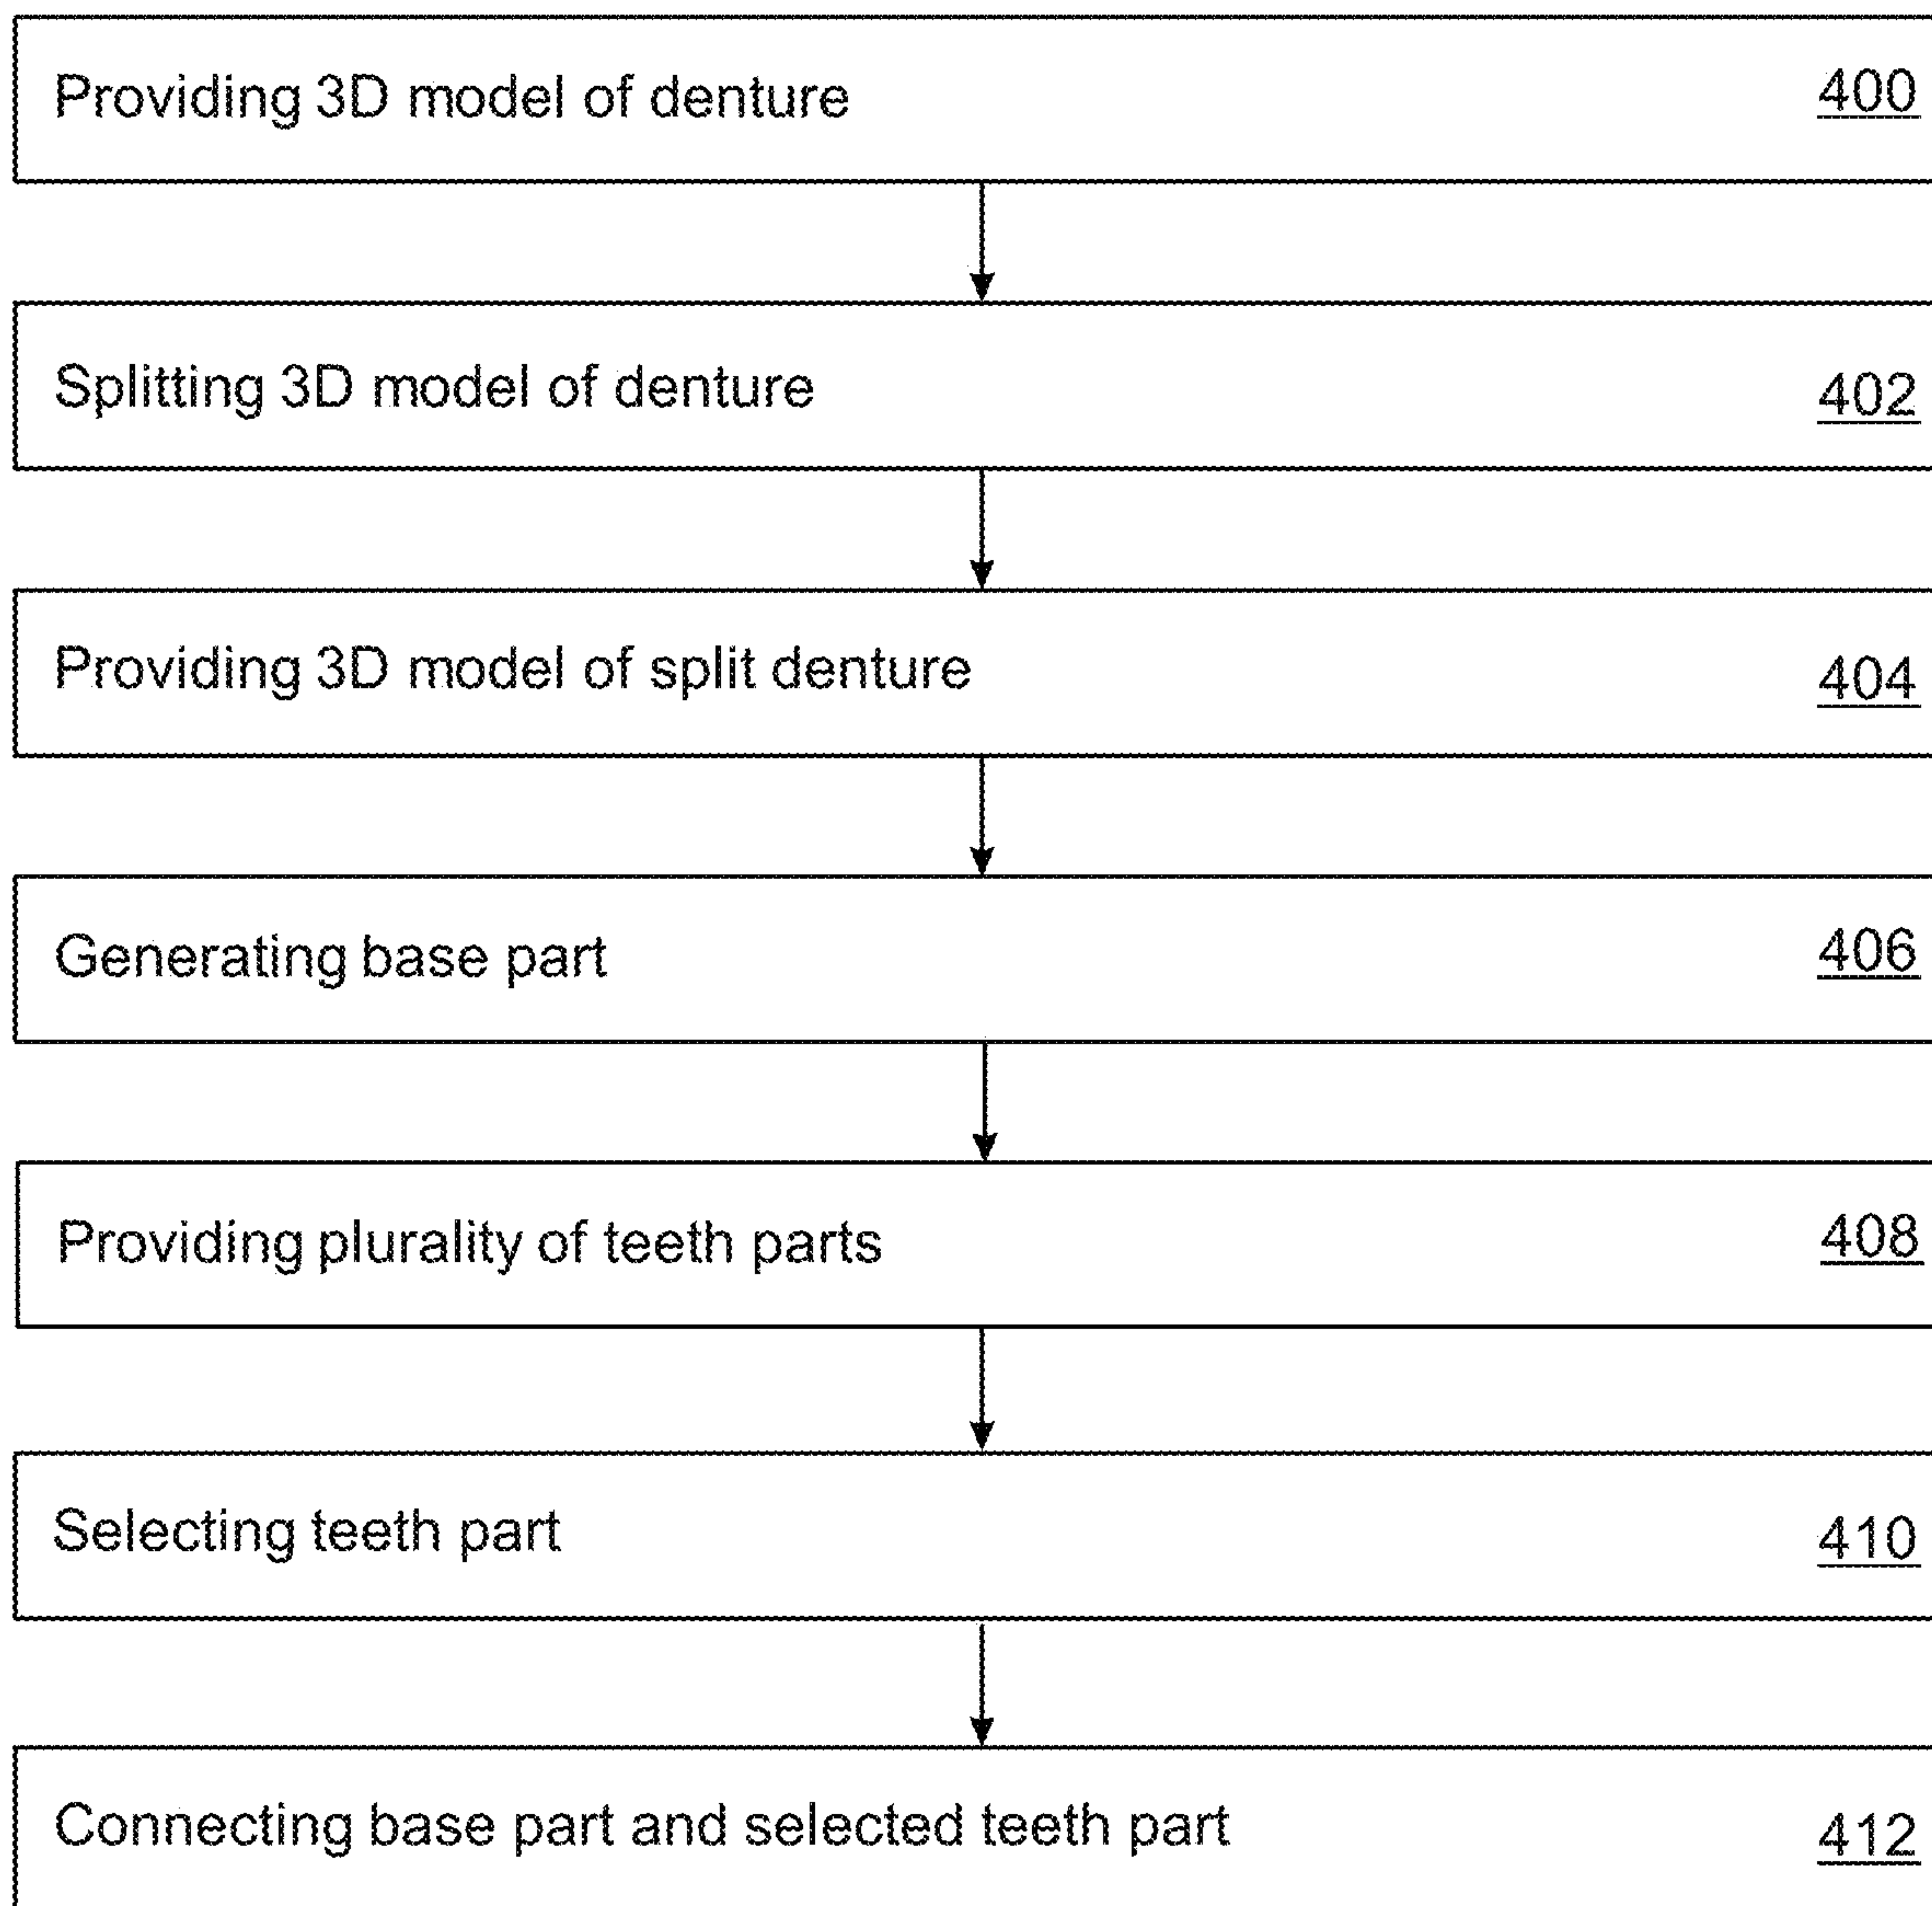 Providing 3D model of denture 400
Splitting 3D model of denture 402
Providing 3D model of split denture 404
Generating base part 406
Providing plurality of teeth parts 408
Selecting teeth part 410
Connecting base part and selected teeth part 412